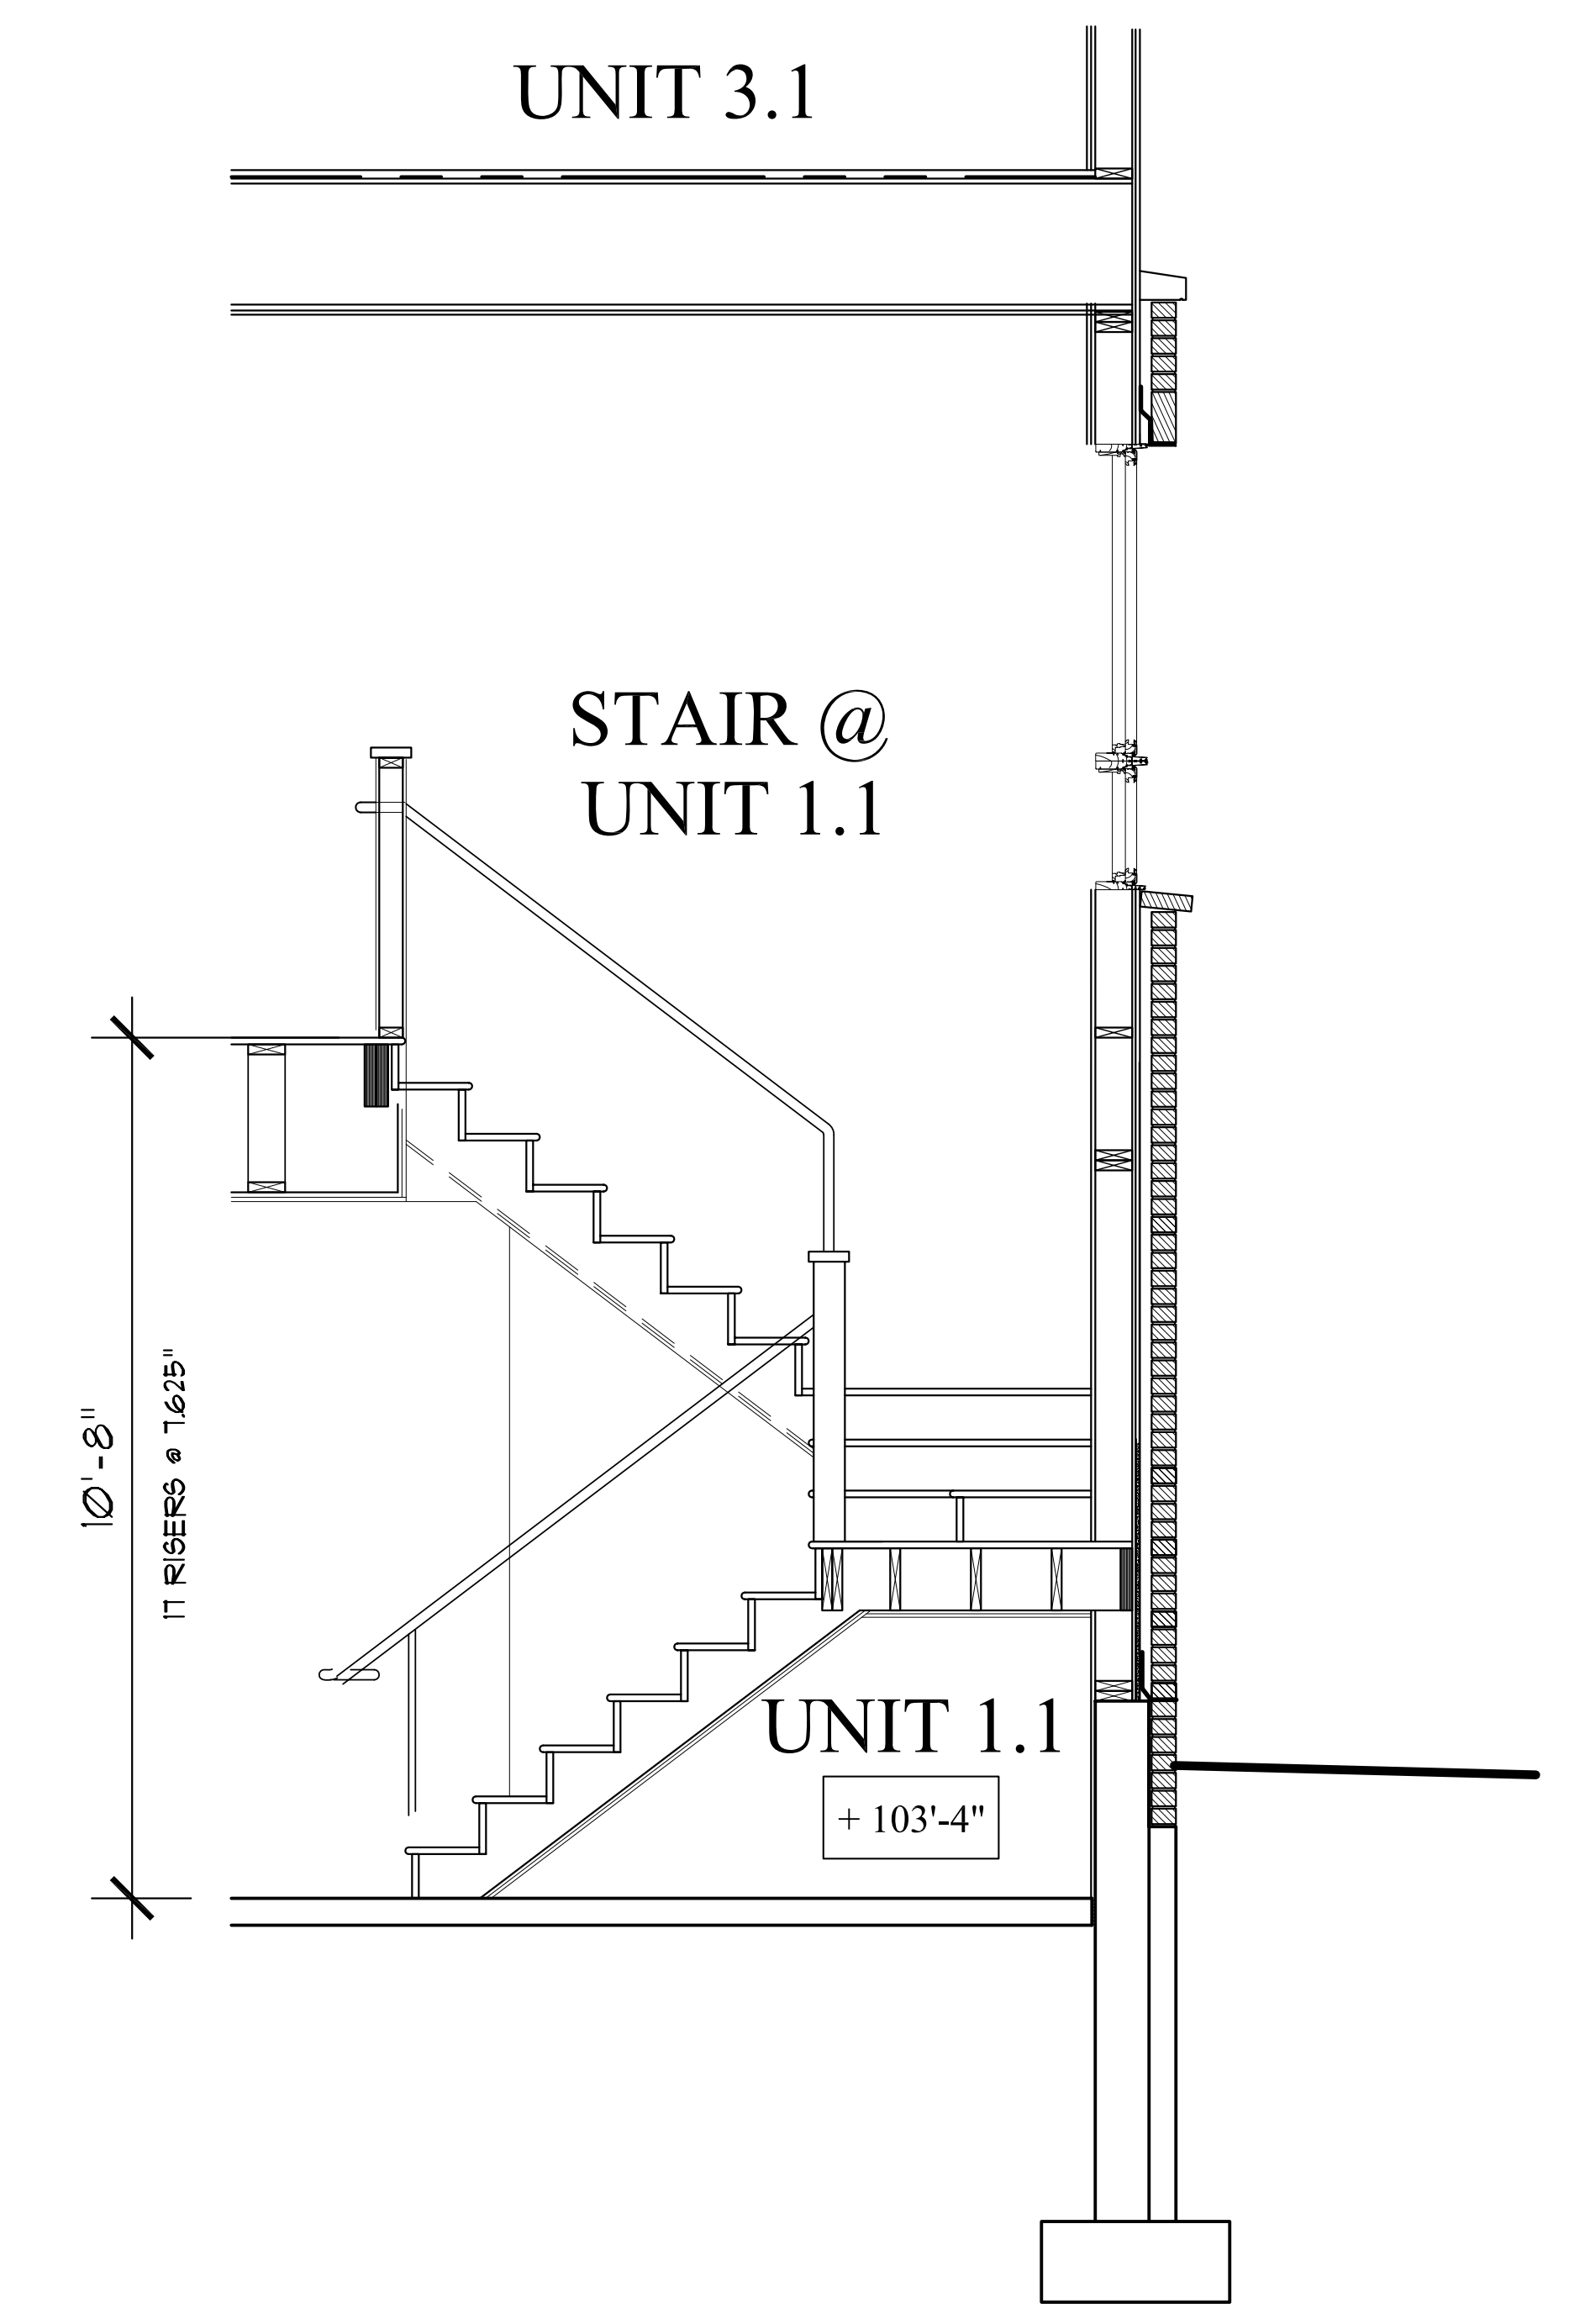 UNIT 3.1
STAIR @
UNIT 1.1
10'-8"
17 RISERS @ 7.625"
UNIT 1.1
+ 103'-4"